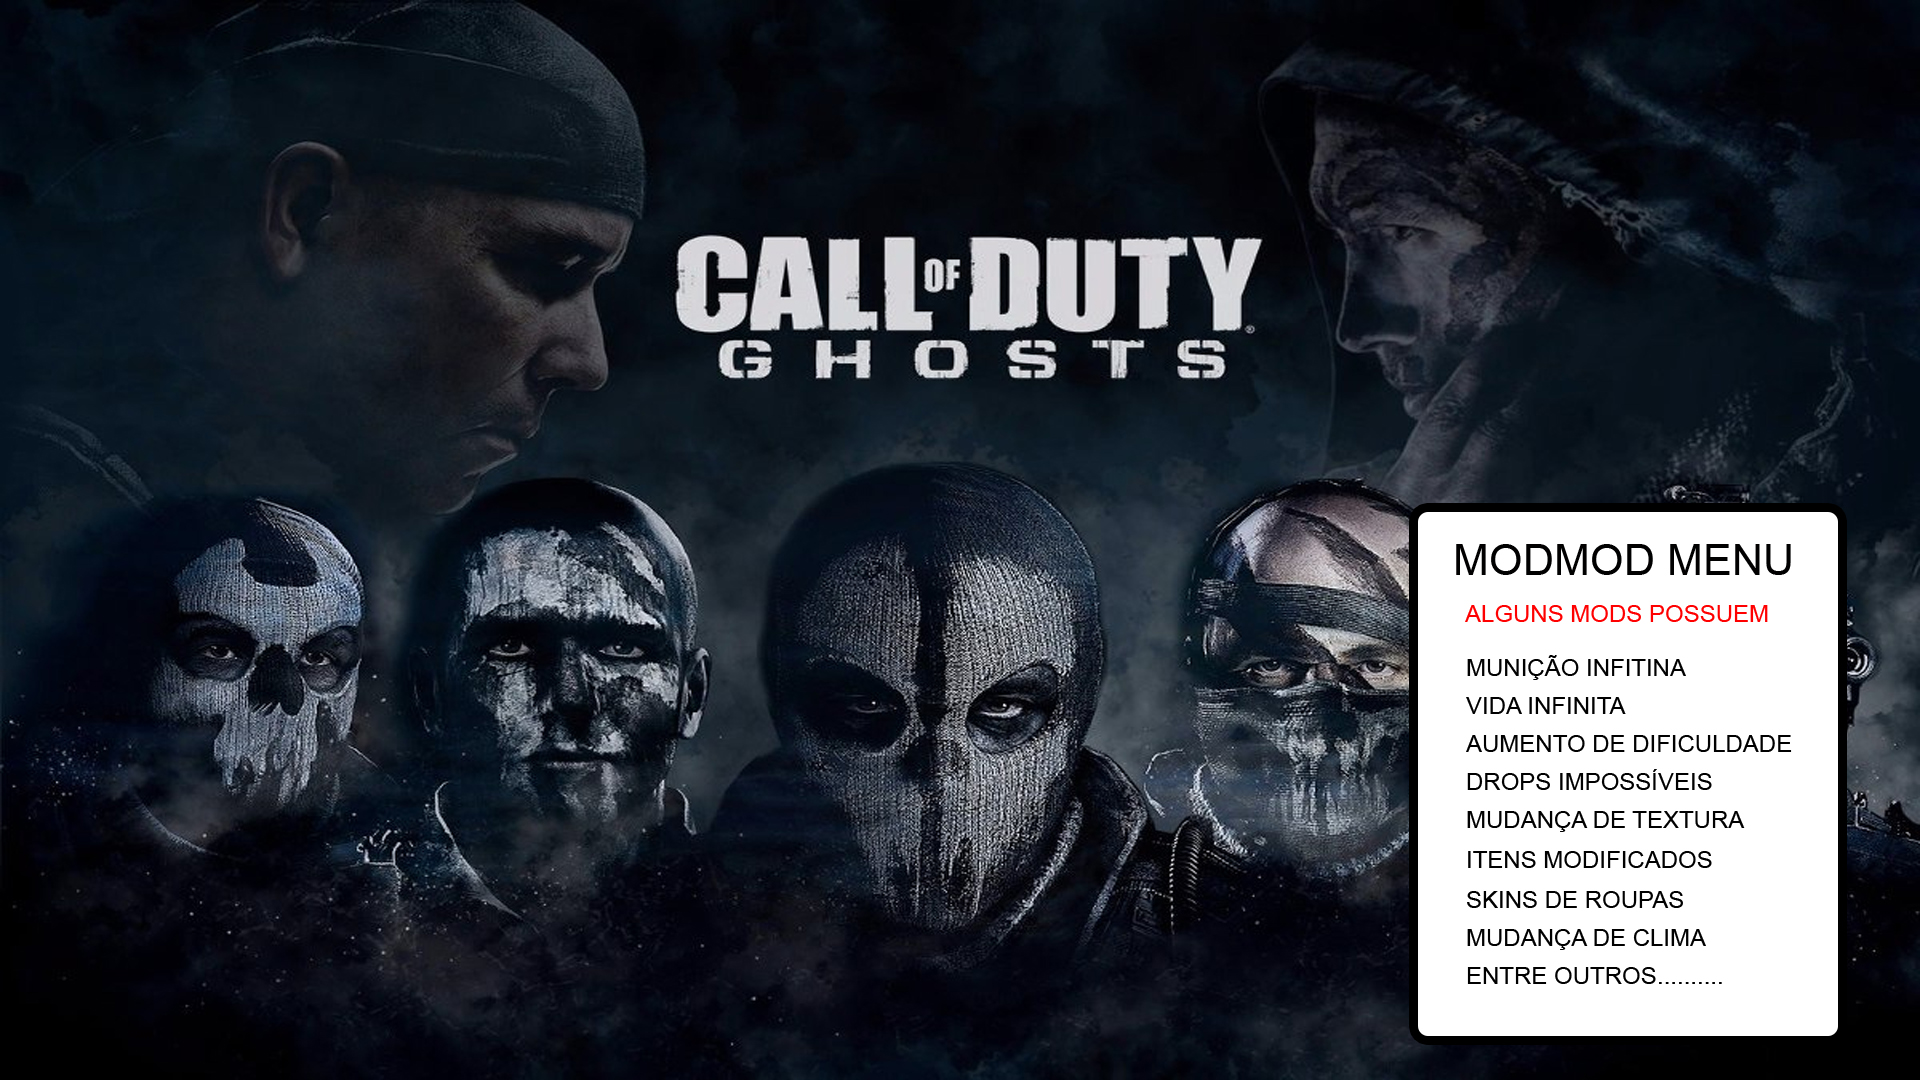 CALL OF DUTY®
GHOSTS
MODMOD MENU
ALGUNS MODS POSSUEM
MUNIÇÃO INFITINA
VIDA INFINITA
AUMENTO DE DIFICULDADE
DROPS IMPOSSÍVEIS
MUDANÇA DE TEXTURA
ITENS MODIFICADOS
SKINS DE ROUPAS
MUDANÇA DE CLIMA
ENTRE OUTROS..........